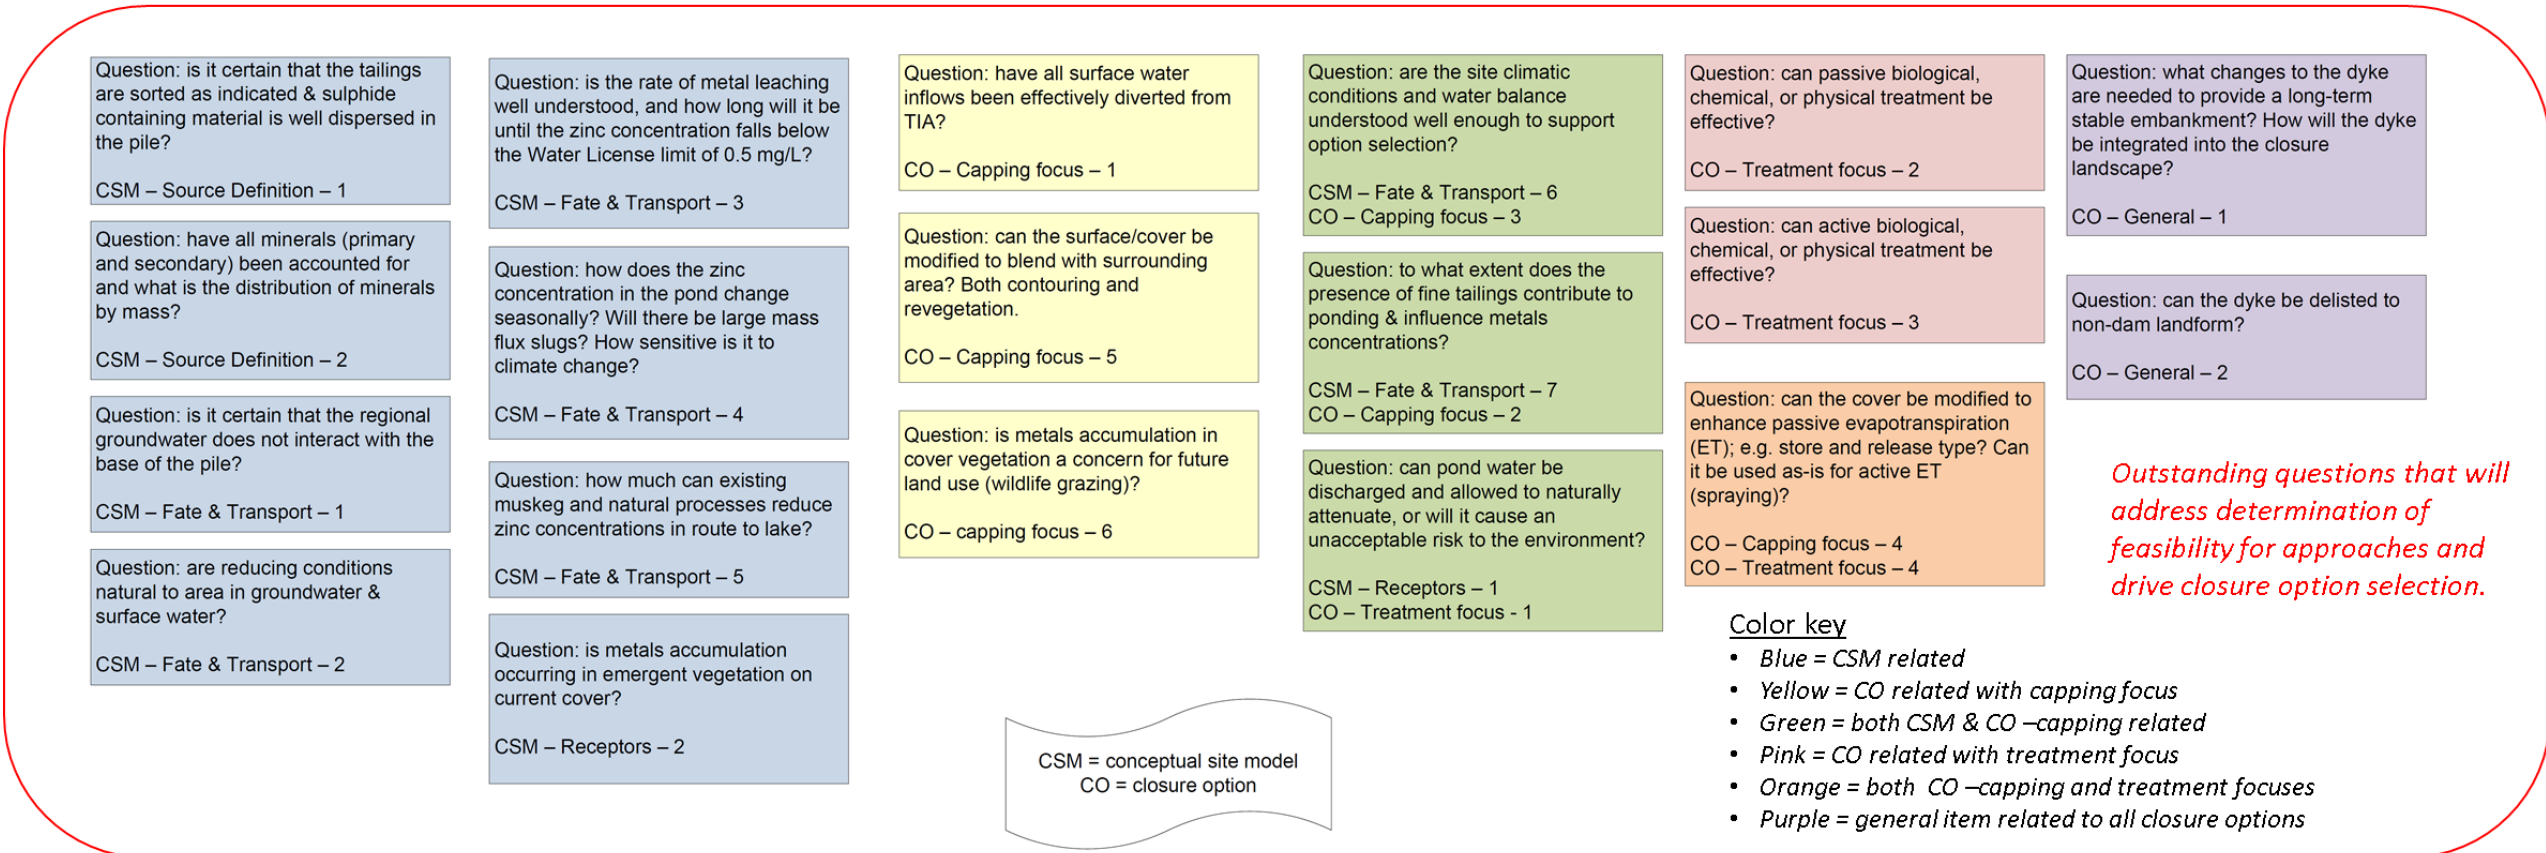 Question: is it certain that the tailings
are sorted as indicated & sulphide
containing material is well dispersed in
the pile?
CSM – Source Definition – 1
Question: have all minerals (primary
and secondary) been accounted for
and what is the distribution of minerals
by mass?
CSM – Source Definition – 2
Question: is it certain that the regional
groundwater does not interact with the
base of the pile?
CSM – Fate & Transport – 1
Question: are reducing conditions
natural to area in groundwater &
surface water?
CSM – Fate & Transport – 2
Question: is the rate of metal leaching
well understood, and how long will it be
until the zinc concentration falls below
the Water License limit of 0.5 mg/L?
CSM – Fate & Transport – 3
Question: how does the zinc
concentration in the pond change
seasonally? Will there be large mass
flux slugs? How sensitive is it to
climate change?
CSM – Fate & Transport – 4
Question: how much can existing
muskeg and natural processes reduce
zinc concentrations in route to lake?
CSM – Fate & Transport – 5
Question: is metals accumulation
occurring in emergent vegetation on
current cover?
CSM – Receptors – 2
Question: have all surface water
inflows been effectively diverted from
TIA?
CO – Capping focus – 1
Question: can the surface/cover be
modified to blend with surrounding
area? Both contouring and
revegetation.
CO – Capping focus – 5
Question: is metals accumulation in
cover vegetation a concern for future
land use (wildlife grazing)?
CO – capping focus – 6
Question: are the site climatic
conditions and water balance
understood well enough to support
option selection?
CSM – Fate & Transport – 6
CO – Capping focus – 3
Question: to what extent does the
presence of fine tailings contribute to
ponding & influence metals
concentrations?
CSM – Fate & Transport – 7
CO – Capping focus – 2
Question: can pond water be
discharged and allowed to naturally
attenuate, or will it cause an
unacceptable risk to the environment?
CSM – Receptors – 1
CO – Treatment focus - 1
Question: can passive biological,
chemical, or physical treatment be
effective?
CO – Treatment focus – 2
Question: can active biological,
chemical, or physical treatment be
effective?
CO – Treatment focus – 3
Question: can the cover be modified to
enhance passive evapotranspiration
(ET); e.g. store and release type? Can
it be used as-is for active ET
(spraying)?
CO – Capping focus – 4
CO – Treatment focus – 4
Question: what changes to the dyke
are needed to provide a long-term
stable embankment? How will the dyke
be integrated into the closure
landscape?
CO – General – 1
Question: can the dyke be delisted to
non-dam landform?
CO – General – 2
Outstanding questions that will
address determination of
feasibility for approaches and
drive closure option selection.
CSM = conceptual site model
CO = closure option
Color key
• Blue = CSM related
• Yellow = CO related with capping focus
• Green = both CSM & CO –capping related
• Pink = CO related with treatment focus
• Orange = both CO –capping and treatment focuses
• Purple = general item related to all closure options